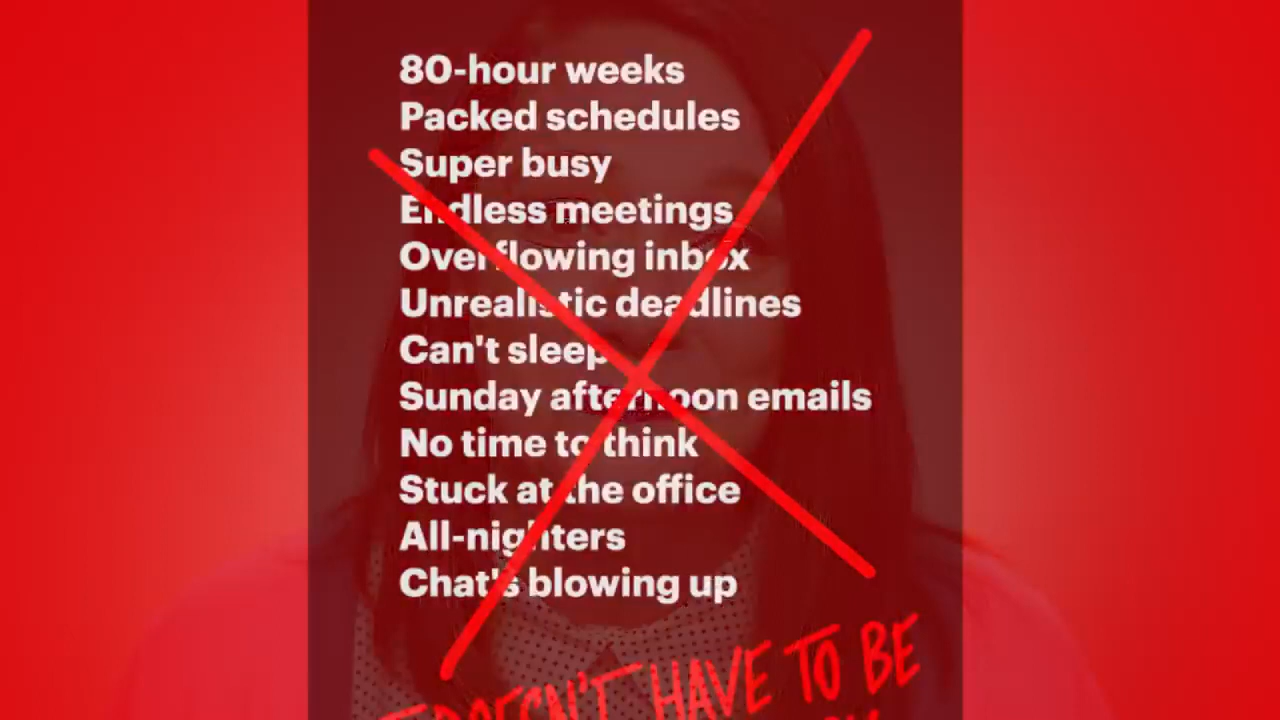 80-hour weeks
Packed schedules
Super busy
Endless meetings
Overflowing inbox
Unrealistic deadlines
Can't sleep
Sunday afternoon emails
No time to think
Stuck at the office
All-nighters
Chat's blowing up
DOESN'T HAVE TO BE